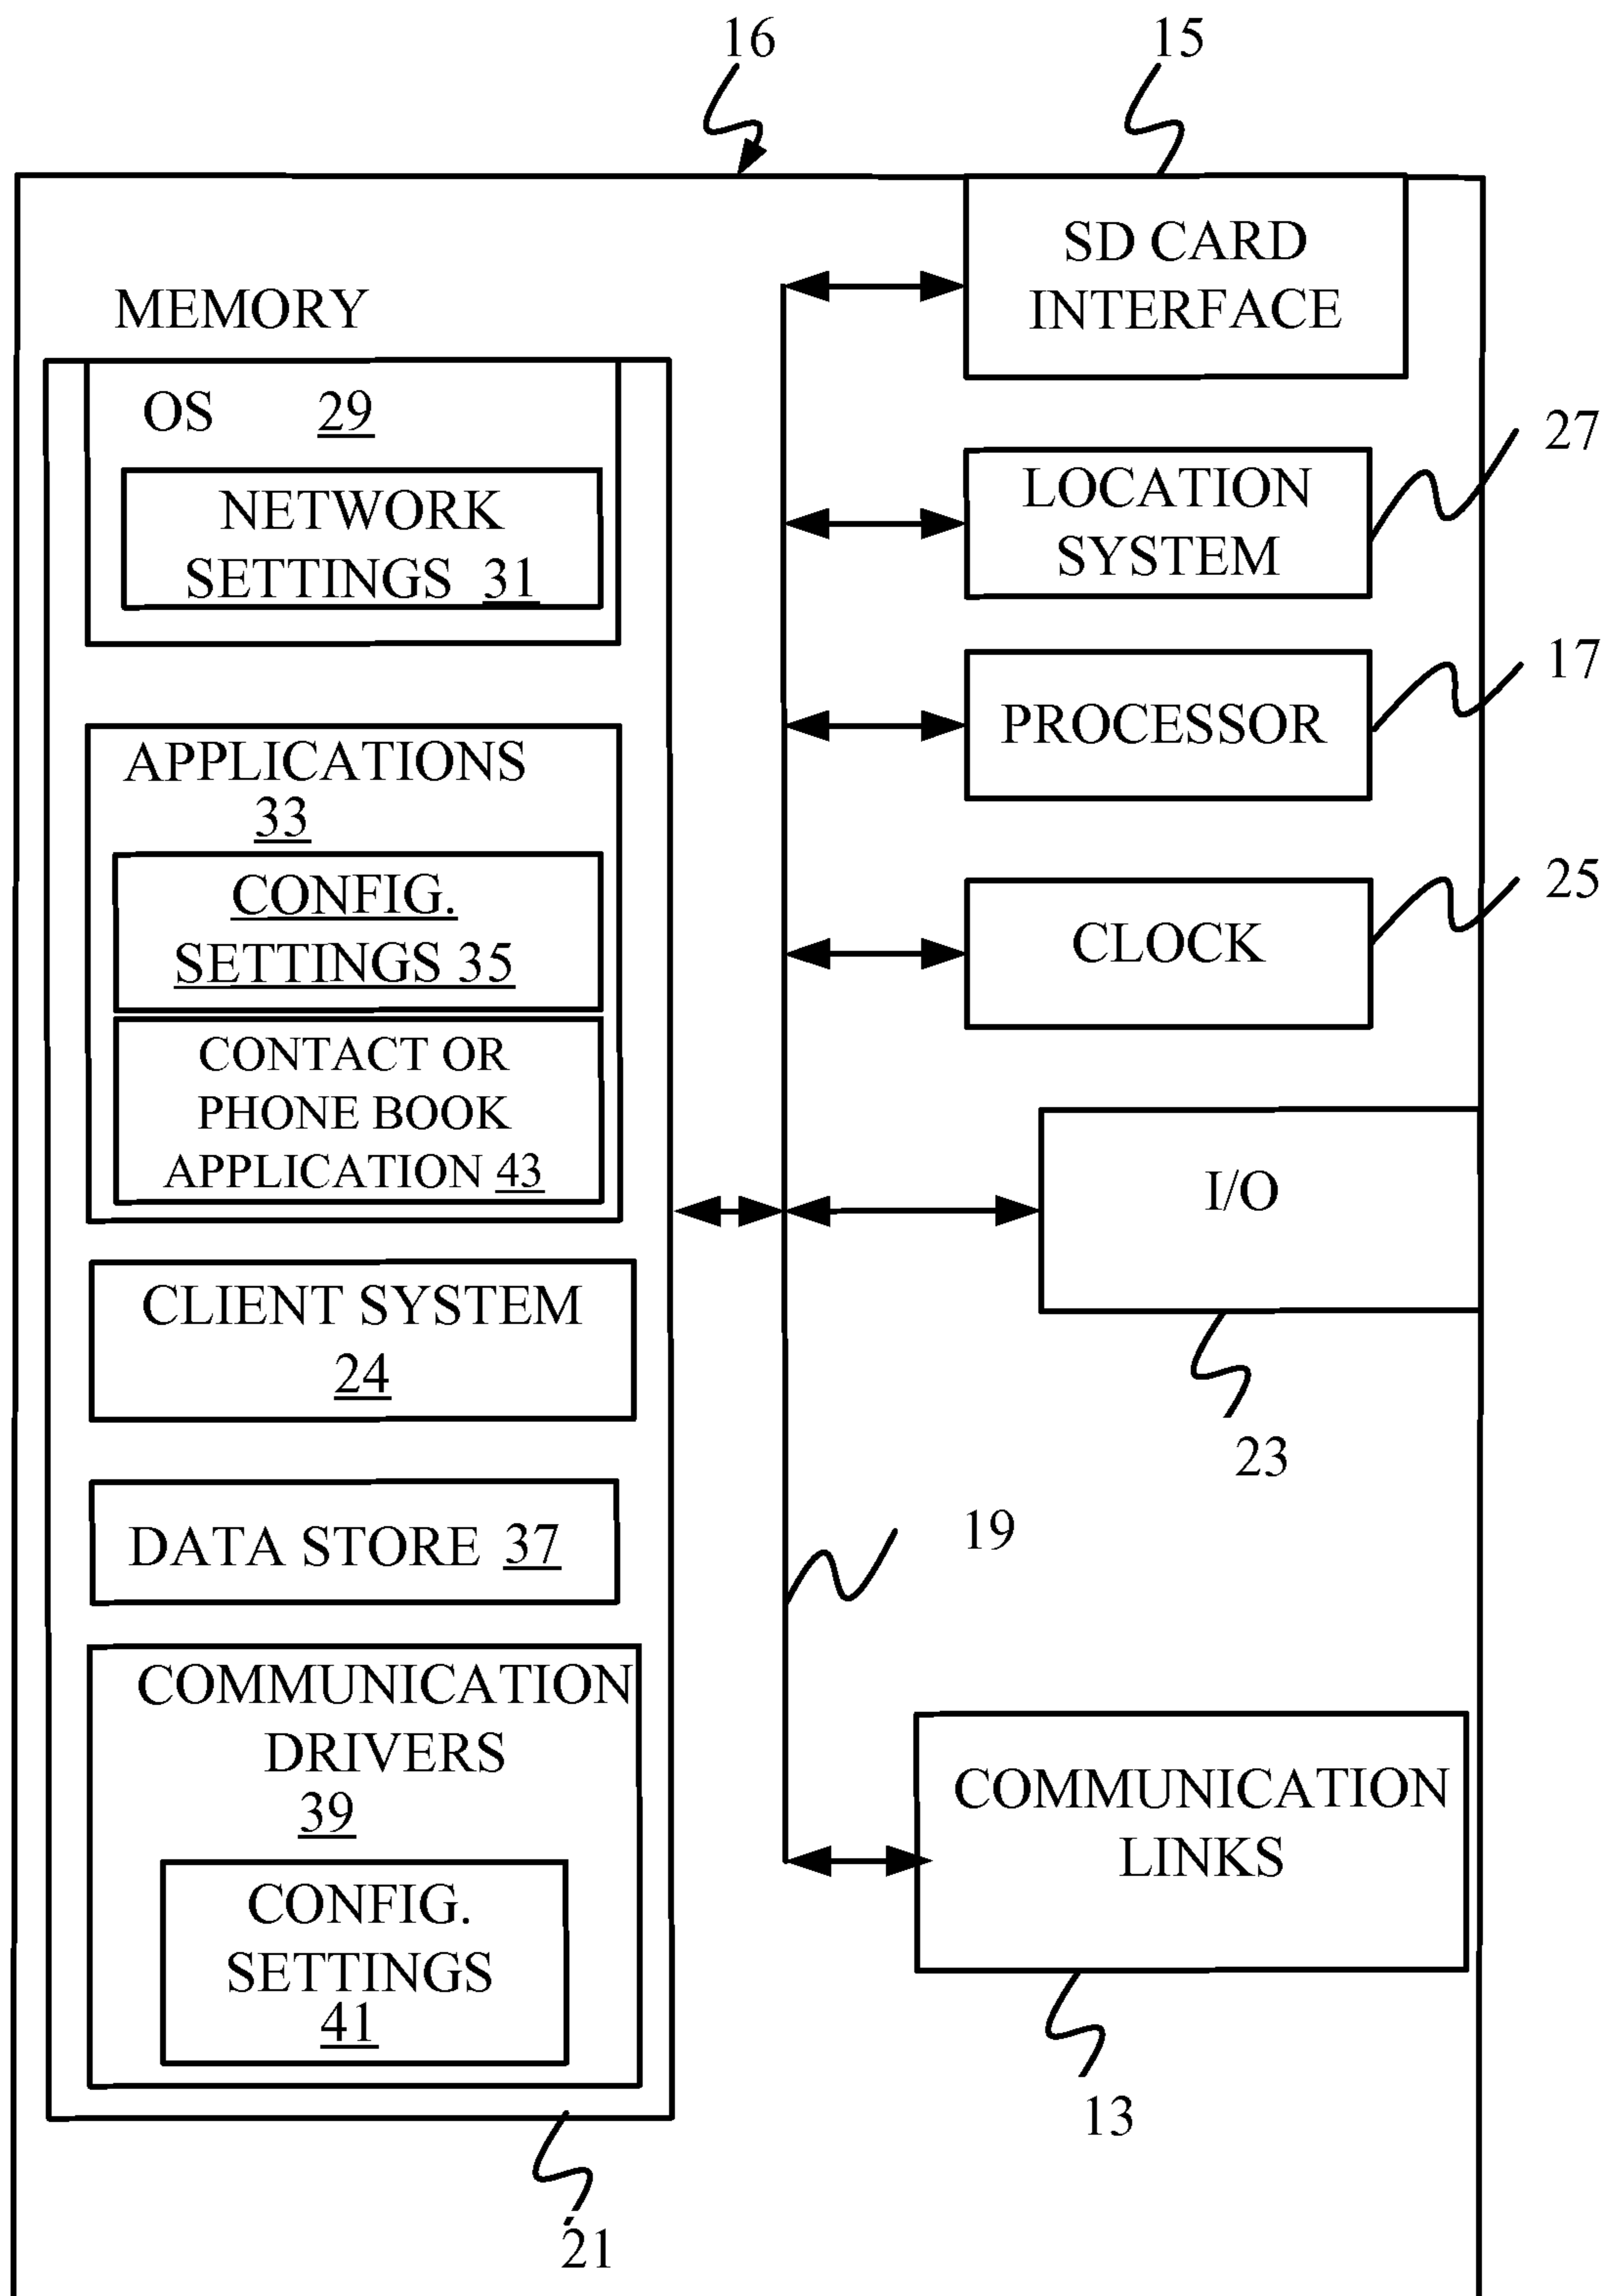 16
15
SD CARD
INTERFACE
MEMORY
OS 29
NETWORK
SETTINGS 31
27
LOCATION
SYSTEM
17
PROCESSOR
APPLICATIONS
33
CONFIG.
SETTINGS 35
CONTACT OR
PHONE BOOK
APPLICATION 43
25
CLOCK
I/O
23
CLIENT SYSTEM
24
DATA STORE 37
19
COMMUNICATION
DRIVERS
39
CONFIG.
SETTINGS
41
COMMUNICATION
LINKS
13
21